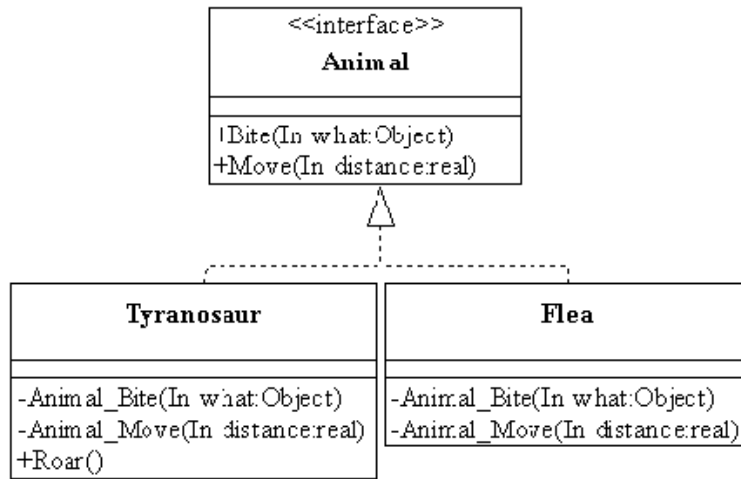 <<interface>>
Animal
+Bite(In what:Object)
+Move(In distance:real)
Tyranosaur
-Animal_Bite(In what:Object)
-Animal_Move(In distance:real)
+Roar()
Flea
-Animal_Bite(In what:Object)
-Animal_Move(In distance:real)